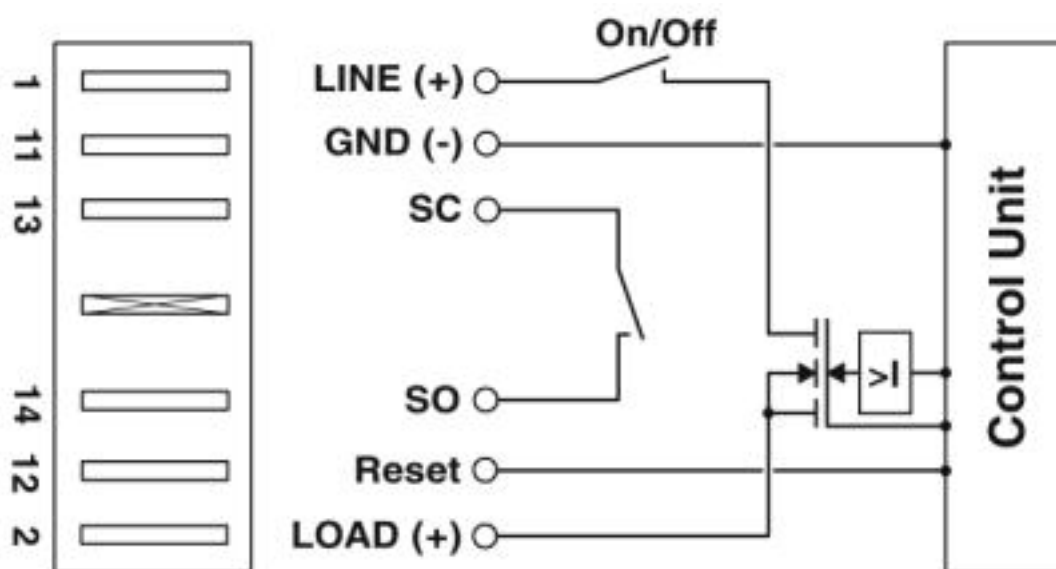 On/Off
1
LINE (+)
11
GND (-)
13
SC
14
SO
12
Reset
2
LOAD (+)
>I
Control Unit